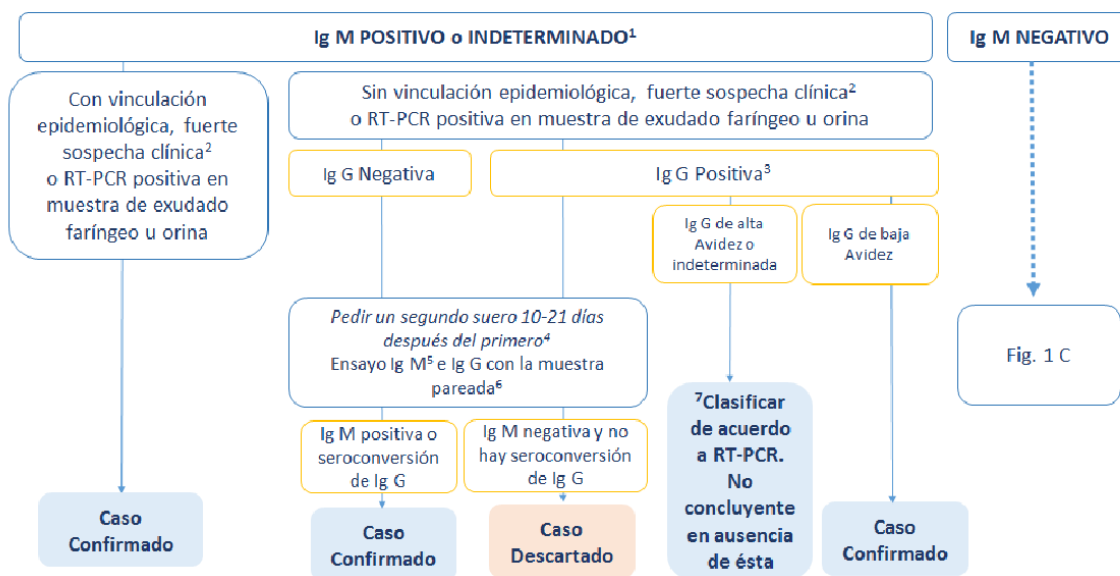 Ig M POSITIVO o INDETERMINADO¹
Ig M NEGATIVO
Con vinculación
epidemiológica, fuerte
sospecha clínica²
o RT-PCR positiva en
muestra de exudado
faríngeo u orina
Sin vinculación epidemiológica, fuerte sospecha clínica²
o RT-PCR positiva en muestra de exudado faríngeo u orina
Ig G Negativa
Ig G Positiva³
Ig G de alta
Avidez o
indeterminada
Ig G de baja
Avidez
Pedir un segundo suero 10-21 días
después del primero⁴
Ensayo Ig M⁵ e Ig G con la muestra
pareada⁶
Fig. 1 C
Ig M positiva o
seroconversión
de Ig G
Ig M negativa y no
hay seroconversión
de Ig G
⁷Clasificar
de acuerdo
a RT-PCR.
No
concluyente
en ausencia
de ésta
Caso
Confirmado
Caso
Confirmado
Caso
Descartado
Caso
Confirmado